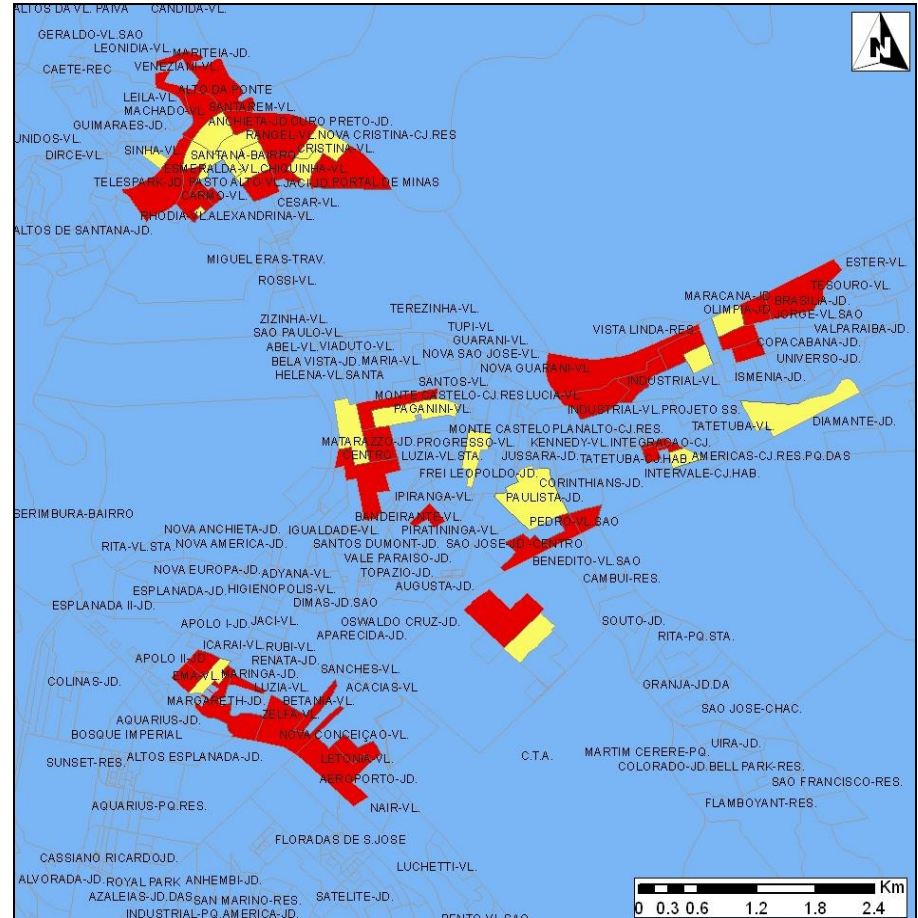 ALTOS DA VL. PAIVA CANDIDA-VL.
GERALDO-VL.SAO
LEONIDIA-VL. MARITEIA-JD.
CAETE-REC VENEZIANI-VL.
ALTO DA PONTE
LEILA-VL. SANTAREM-VL.
MACHADO-VL.
GUIMARAES-JD. ANCHIETA-JD.OURO PRETO-JD.
UNIDOS-VL. RANGEL-VL.NOVA CRISTINA-CJ.RES
DIRCE-VL. SINHA-VL. SANTANA-BAIRRO CRISTINA-VL.
ESMERALDA-VL.CHIQUINHA-VL.
TELESPARK-JD. PASTO ALTO-VL. JACI-JD. PORTAL DE MINAS
CARMO-VL. CESAR-VL.
RHODIA-VL.ALEXANDRINA-VL.
ALTOS DE SANTANA-JD.
N
MIGUEL ERAS-TRAV.
ROSSI-VL.
ESTER-VL.
TESOURO-VL.
MARACANA-JD. BRASILIA-JD.
OLIMPIA-JD. JORGE-VL.SAO
TEREZINHA-VL.
ZIZINHA-VL.
SAO PAULO-VL. TUPI-VL VISTA LINDA-RES. VALPARAIBA-JD.
ABEL-VL. VIADUTO-VL. GUARANI-VL. COPACABANA-JD.
BELA VISTA-JD. MARIA-VL. NOVA SAO JOSE-VL. UNIVERSO-JD.
HELENA-VL. SANTA NOVA GUARANI-VL.
SANTOS-VL. INDUSTRIAL-VL. ISMENIA-JD.
MONTE CASTELO-CJ.RES.LUCIA-VL.
PAGANINI-VL. INDUSTRIAL-VL.PROJETO SS.
TATETUBA-VL. DIAMANTE-JD.
MONTE CASTELO PLANALTO-CJ.RES.
MATARAZZO-JD. PROGRESSO-VL. KENNEDY-VL.INTEGRACAO-CJ.
CENTRO LUZIA-VL.STA. JUSSARA-JD. TATETUBA-CJ.HAB. AMERICAS-CJ.RES.PQ.DAS
FREI LEOPOLDO-JD. INTERVALE-CJ.HAB.
CORINTHIANS-JD.
IPIRANGA-VL. PAULISTA-JD.
SERIMBURA-BAIRRO BANDEIRANTE-VL. PEDRO-VL.SAO
NOVA ANCHIETA-JD. IGUALDADE-VL. PIRATININGA-VL.
RITA-VL.STA NOVA AMERICA-JD. SANTOS DUMONT-JD. SAO JOSE-JD.-CENTRO
VALE PARAISO-JD. BENEDITO-VL.SAO
NOVA EUROPA-JD. ADYANA-VL. TOPAZIO-JD. CAMBUI-RES.
ESPLANADA-JD. HIGIENOPOLIS-VL. AUGUSTA-JD.
ESPLANADA II-JD. DIMAS-JD.SAO
APOLO I-JD. JACI-VL. OSWALDO CRUZ-JD. SOUTO-JD.
APARECIDA-JD. RITA-PQ.STA.
ICARAI-VL. RUBI-VL.
APOLO II-JD. RENATA-JD.
COLINAS-JD. EMA-VL. MARINGA-JD. SANCHES-VL. GRANJA-JD.DA
LUZIA-VL. ACACIAS-VL
MARGARETH-JD. BETANIA-VL. SAO JOSE-CHAC.
AQUARIUS-JD. ZELFA-VL.
BOSQUE IMPERIAL NOVA CONCEIÇAO-VL. UIRA-JD.
SUNSET-RES. ALTOS ESPLANADA-JD. LETONIA-VL. C.T.A. MARTIM CERERE-PQ.
COLORADO-JD. BELL PARK-RES.
AEROPORTO-JD. SAO FRANCISCO-RES.
AQUARIUS-PQ.RES. NAIR-VL. FLAMBOYANT-RES.
FLORADAS DE S.JOSE
CASSIANO RICARDOJD. LUCHETTI-VL.
ALVORADA-JD. ROYAL PARK ANHEMBI-JD.
AZALEIAS-JD.DAS SAN MARINO-RES. SATELITE-JD.
INDUSTRIAL-PQ. AMERICA-JD. BENTO-VL.SAO
Km
0 0.3 0.6 1.2 1.8 2.4